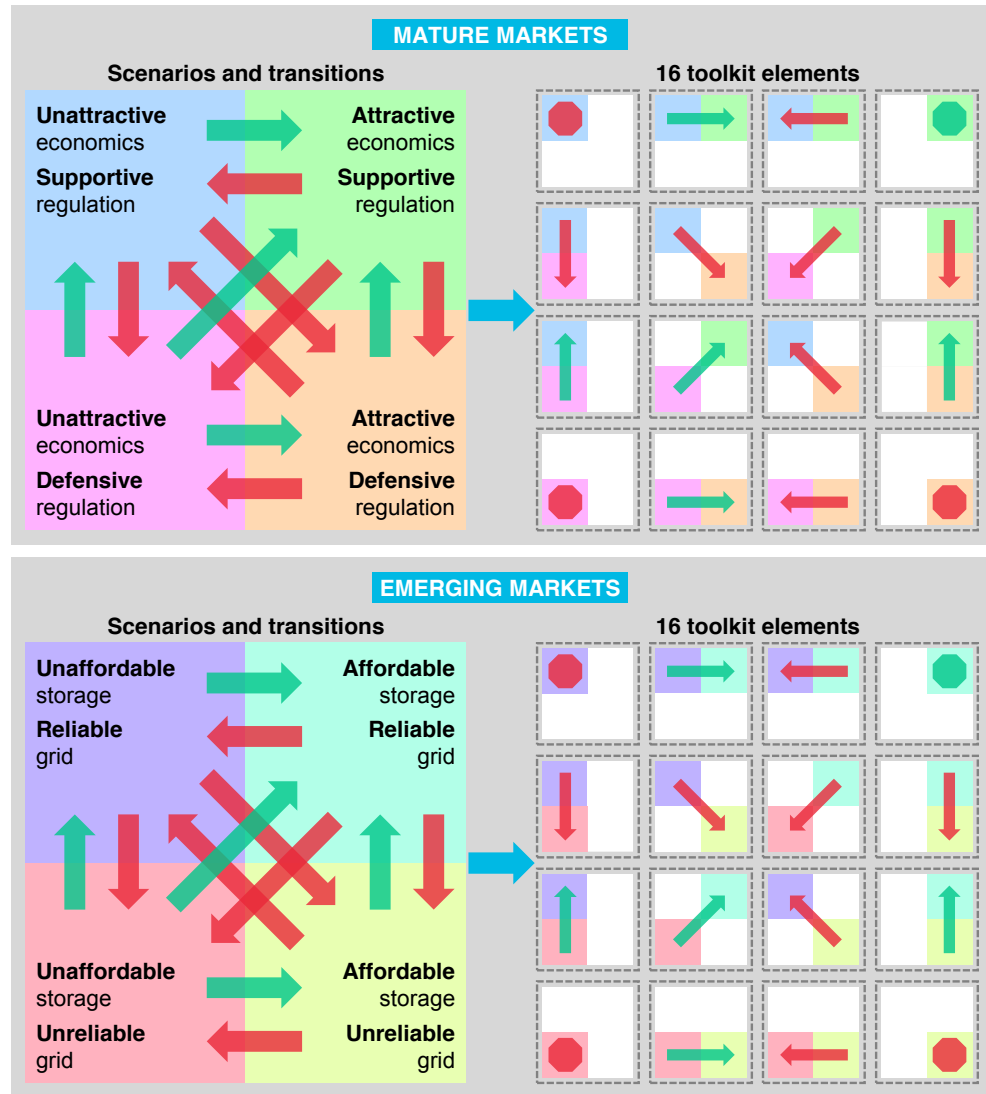 MATURE MARKETS
Scenarios and transitions
16 toolkit elements
Unattractive
economics
Supportive
regulation
Attractive
economics
Supportive
regulation
Unattractive
economics
Defensive
regulation
Attractive
economics
Defensive
regulation
EMERGING MARKETS
Scenarios and transitions
16 toolkit elements
Unaffordable
storage
Reliable
grid
Affordable
storage
Reliable
grid
Unaffordable
storage
Unreliable
grid
Affordable
storage
Unreliable
grid